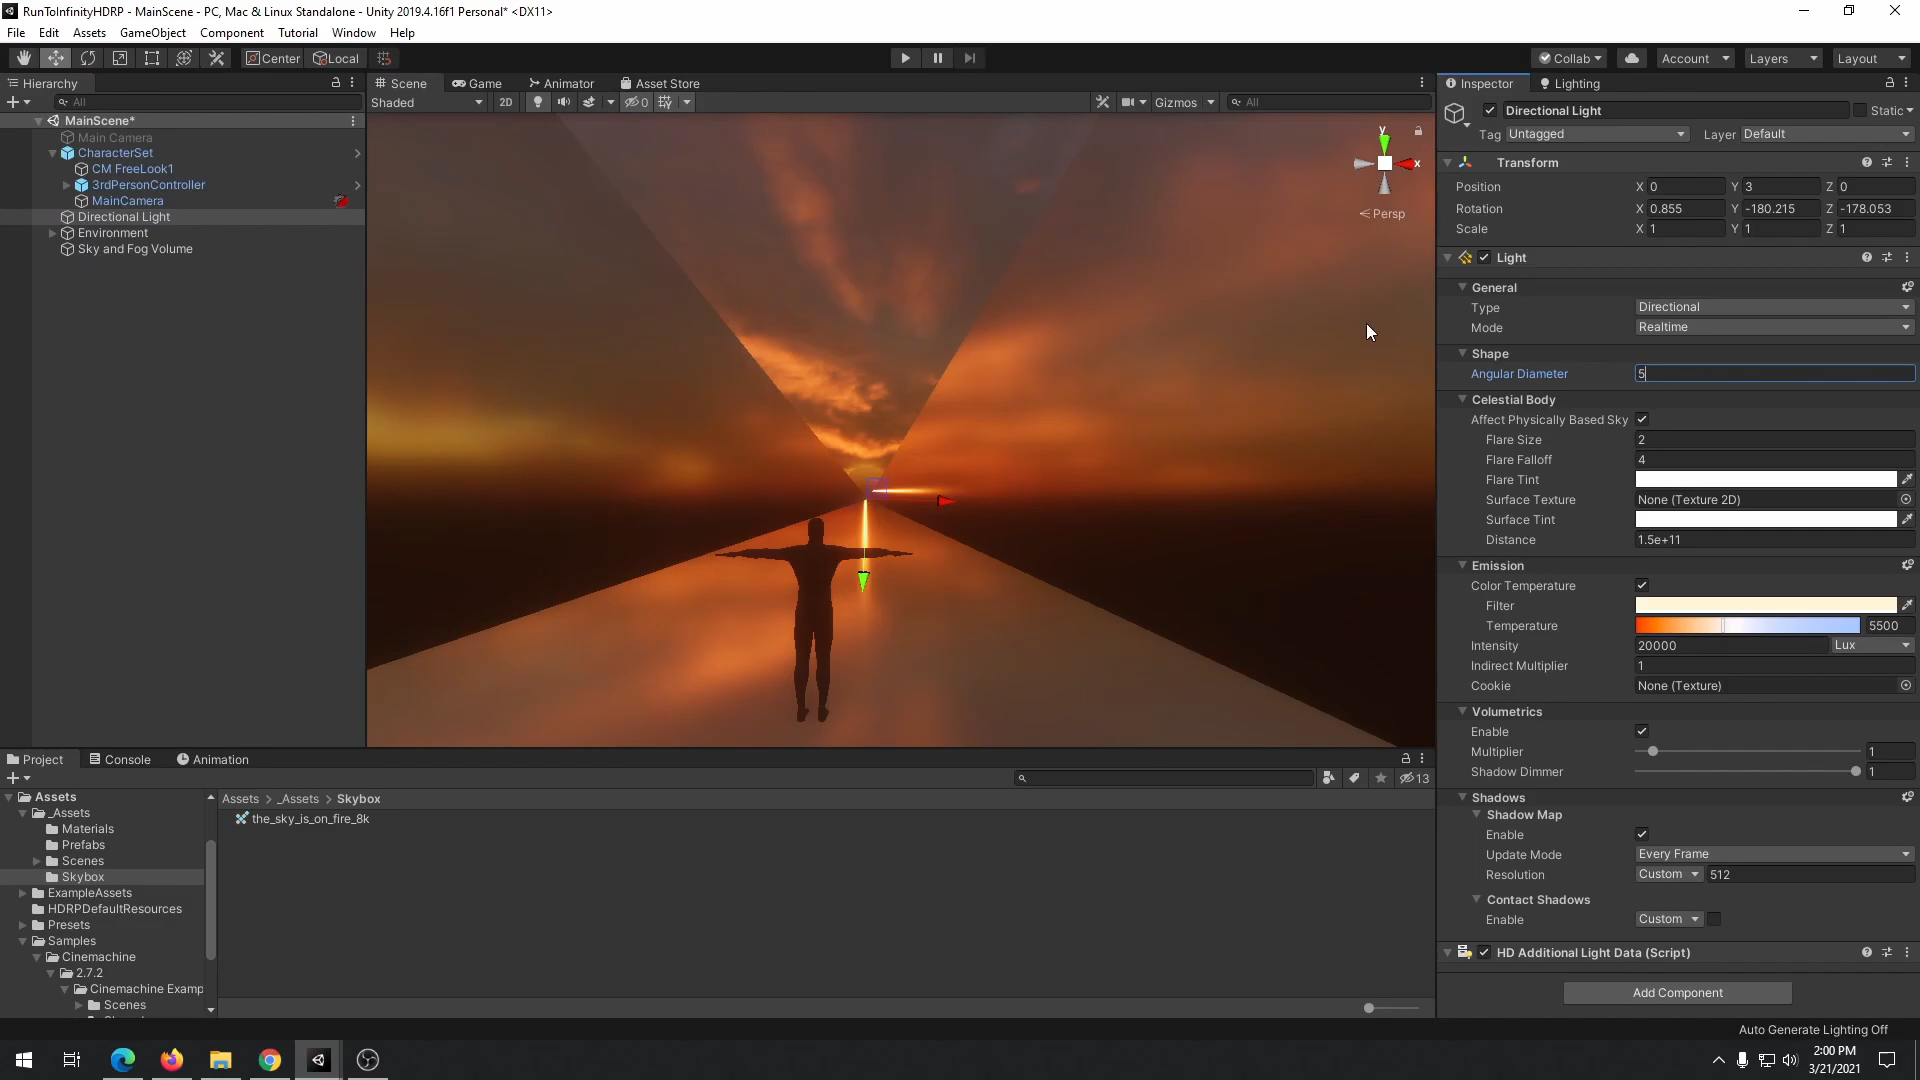 RunToInfinityHDRP - MainScene - PC, Mac & Linux Standalone - Unity 2019.4.16f1 Personal* <DX11>
File Edit Assets GameObject Component Tutorial Window Help
Center Local Collab Account Layers Layout
Hierarchy
All
MainScene*
Main Camera
CharacterSet
CM FreeLook1
3rdPersonController
MainCamera
Directional Light
Environment
Sky and Fog Volume
Scene Game Animator Asset Store
Shaded 2D 0 Gizmos All
y
x
Persp
Inspector Lighting
Directional Light Static
Tag Untagged Layer Default
Transform
Position X 0 Y 3 Z 0
Rotation X 0.855 Y -180.215 Z -178.053
Scale X 1 Y 1 Z 1
Light
General
Type Directional
Mode Realtime
Shape
Angular Diameter 5
Celestial Body
Affect Physically Based Sky
Flare Size 2
Flare Falloff 4
Flare Tint
Surface Texture None (Texture 2D)
Surface Tint
Distance 1.5e+11
Emission
Color Temperature
Filter
Temperature 5500
Intensity 20000 Lux
Indirect Multiplier 1
Cookie None (Texture)
Volumetrics
Enable
Multiplier 1
Shadow Dimmer 1
Shadows
Shadow Map
Enable
Update Mode Every Frame
Resolution Custom 512
Contact Shadows
Enable Custom
HD Additional Light Data (Script)
Add Component
Project Console Animation
13
Assets
_Assets
Materials
Prefabs
Scenes
Skybox
ExampleAssets
HDRPDefaultResources
Presets
Samples
Cinemachine
2.7.2
Cinemachine Examp
Scenes
Assets > _Assets > Skybox
the_sky_is_on_fire_8k
Auto Generate Lighting Off
2:00 PM
3/21/2021